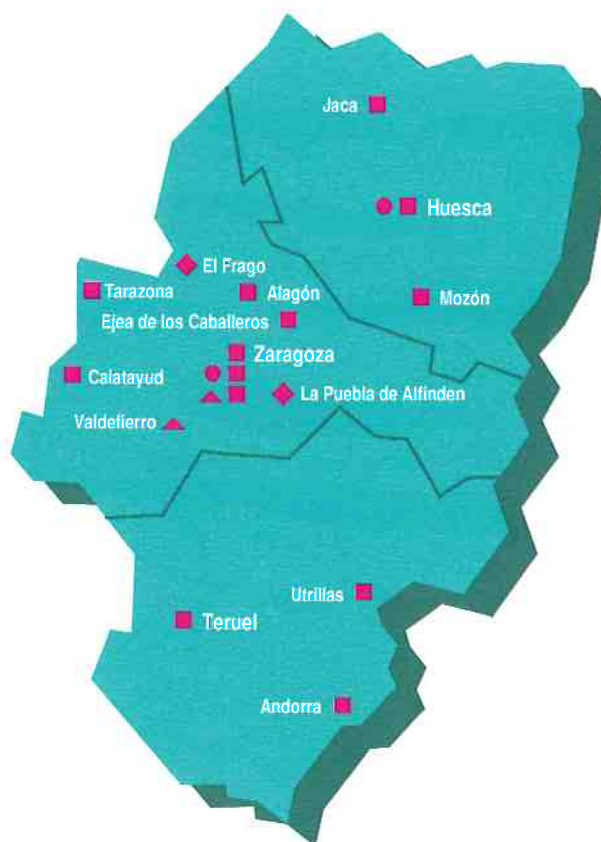 Jaca
Huesca
El Frago
Tarazona
Alagón
Mozón
Ejea de los Caballeros
Zaragoza
Calatayud
La Puebla de Alfinden
Valdefierro
Utrillas
Teruel
Andorra